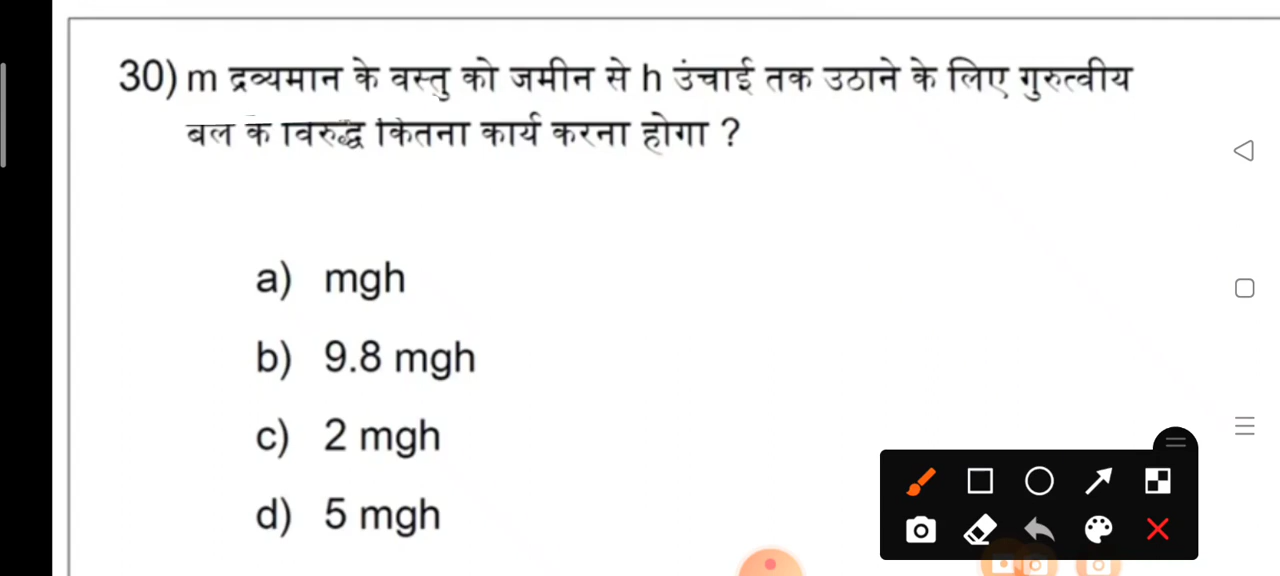 30) m द्रव्यमान के वस्तु को जमीन से h उंचाई तक उठाने के लिए गुरुत्वीय
बल के विरुद्ध कितना कार्य करना होगा ?
a) mgh
b) 9.8 mgh
c) 2 mgh
d) 5 mgh